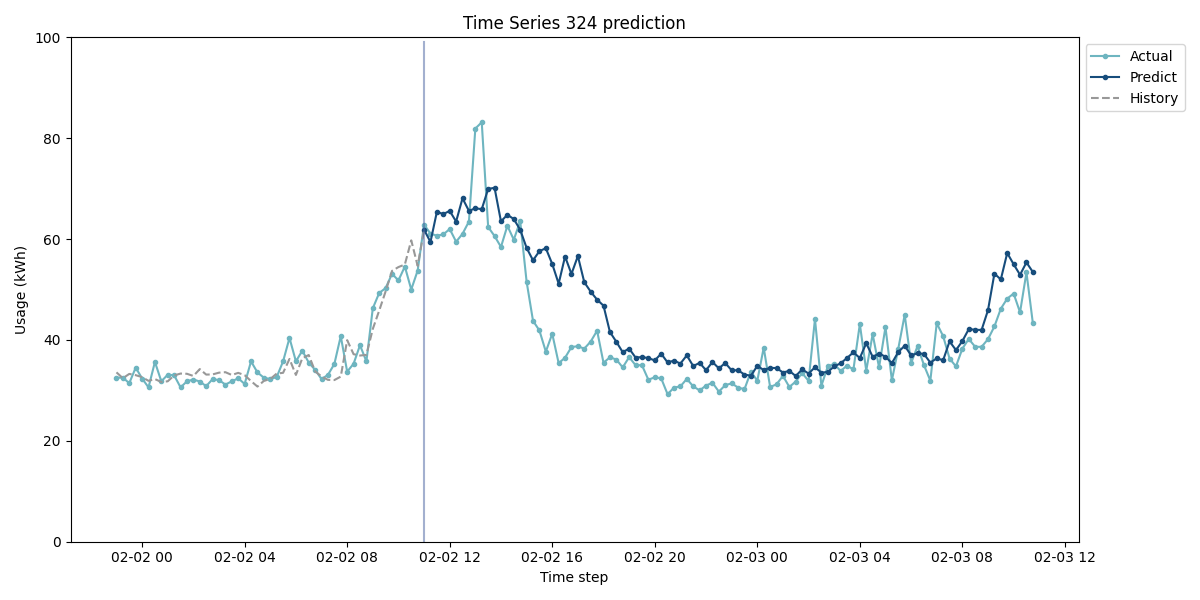 Time Series 324 prediction
Usage (kWh)
100
80
60
40
20
0
02-02 00
02-02 04
02-02 08
02-02 12
02-02 16
02-02 20
02-03 00
02-03 04
02-03 08
02-03 12
Time step
Actual
Predict
History